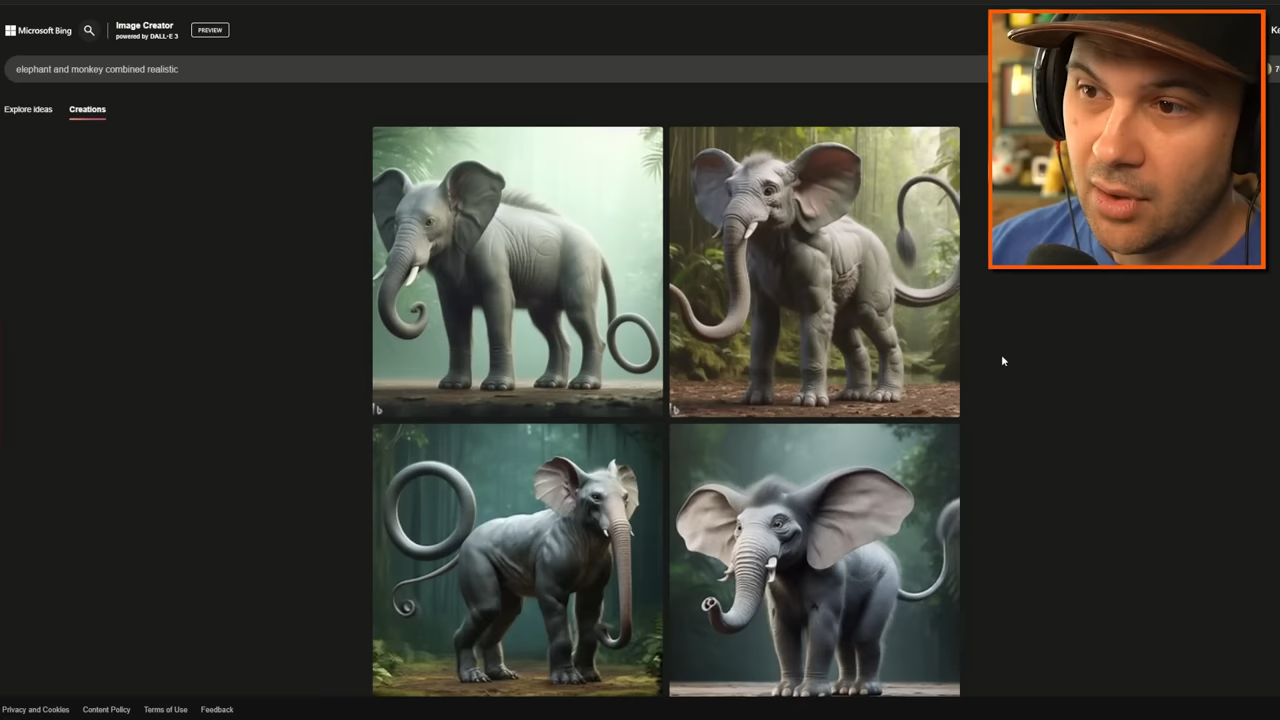 Microsoft Bing
Image Creator
powered by DALL·E 3
PREVIEW
elephant and monkey combined realistic
Explore ideas
Creations
Privacy and Cookies
Content Policy
Terms of Use
Feedback